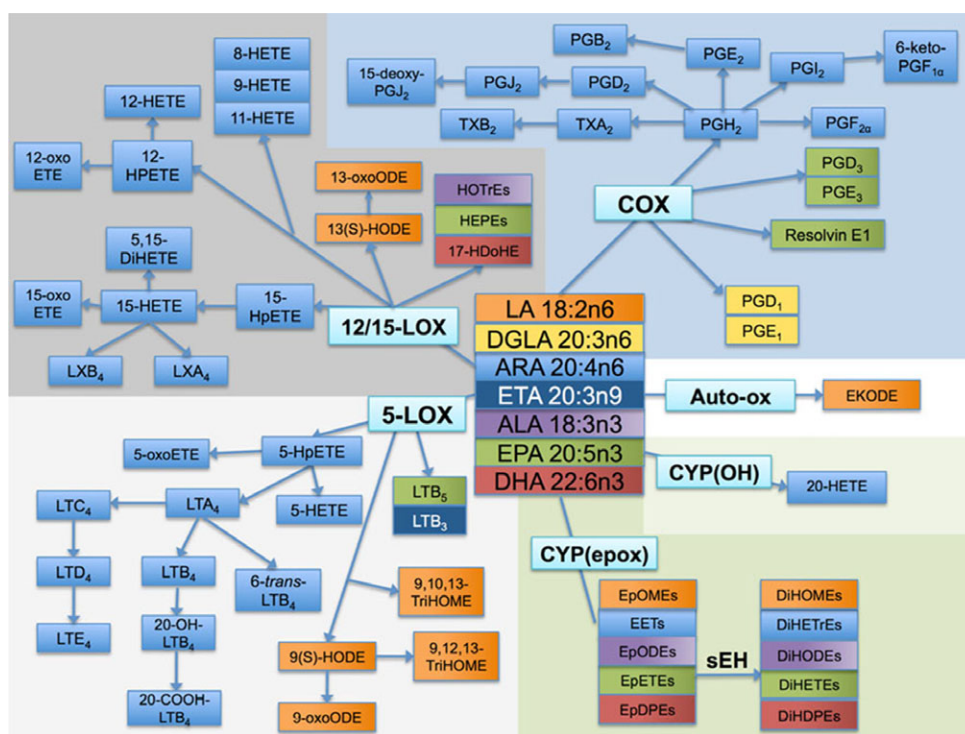 8-HETE
9-HETE
11-HETE
12-HETE
12-oxo
ETE
12-
HPETE
13-oxoODE
13(S)-HODE
HOTrEs
HEPEs
17-HDoHE
5,15-
DiHETE
15-oxo
ETE
15-HETE
15-
HpETE
12/15-LOX
LXB4
LXA4
PGB2
PGE2
6-keto-
PGF1α
15-deoxy-
PGJ2
PGJ2
PGD2
PGI2
TXB2
TXA2
PGH2
PGF2α
COX
PGD3
PGE3
Resolvin E1
PGD1
PGE1
LA 18:2n6
DGLA 20:3n6
ARA 20:4n6
ETA 20:3n9
ALA 18:3n3
EPA 20:5n3
DHA 22:6n3
Auto-ox
EKODE
CYP(OH)
20-HETE
5-LOX
5-oxoETE
5-HpETE
LTC4
LTA4
5-HETE
LTB5
LTB3
LTD4
LTB4
6-trans-
LTB4
LTE4
20-OH-
LTB4
20-COOH-
LTB4
9,10,13-
TriHOME
9(S)-HODE
9,12,13-
TriHOME
9-oxoODE
CYP(epox)
EpOMEs
EETs
EpODEs
EpETEs
EpDPEs
sEH
DiHOMEs
DiHETrEs
DiHODEs
DiHETEs
DiHDPEs